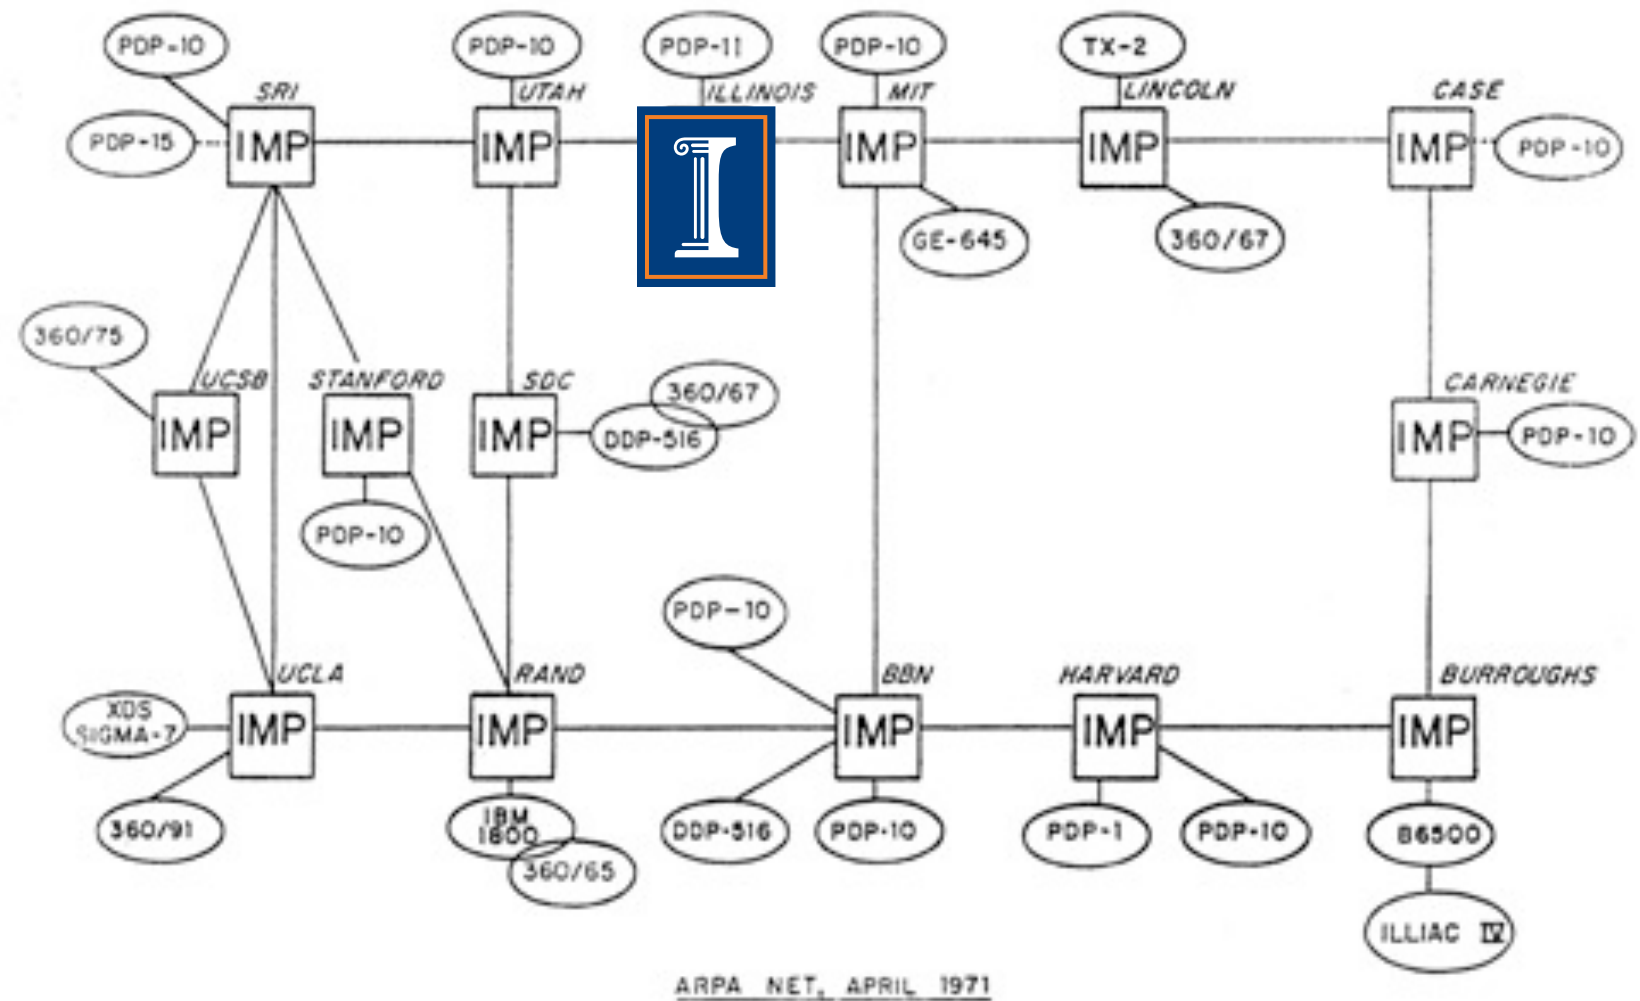 PDP-10
PDP-10
PDP-11
PDP-10
TX-2
SRI
UTAH
ILLINOIS
MIT
LINCOLN
CASE
PDP-15
IMP
IMP
I
IMP
IMP
IMP
PDP-10
GE-645
360/67
360/75
UCSB
STANFORD
SDC
360/67
CARNEGIE
IMP
IMP
IMP
DDP-516
IMP
PDP-10
PDP-10
PDP-10
UCLA
RAND
BBN
HARVARD
BURROUGHS
XDS
SIGMA-7
IMP
IMP
IMP
IMP
IMP
360/91
IBM
1800
360/65
DDP-516
PDP-10
PDP-1
PDP-10
B6500
ILLIAC IV
ARPA NET, APRIL 1971